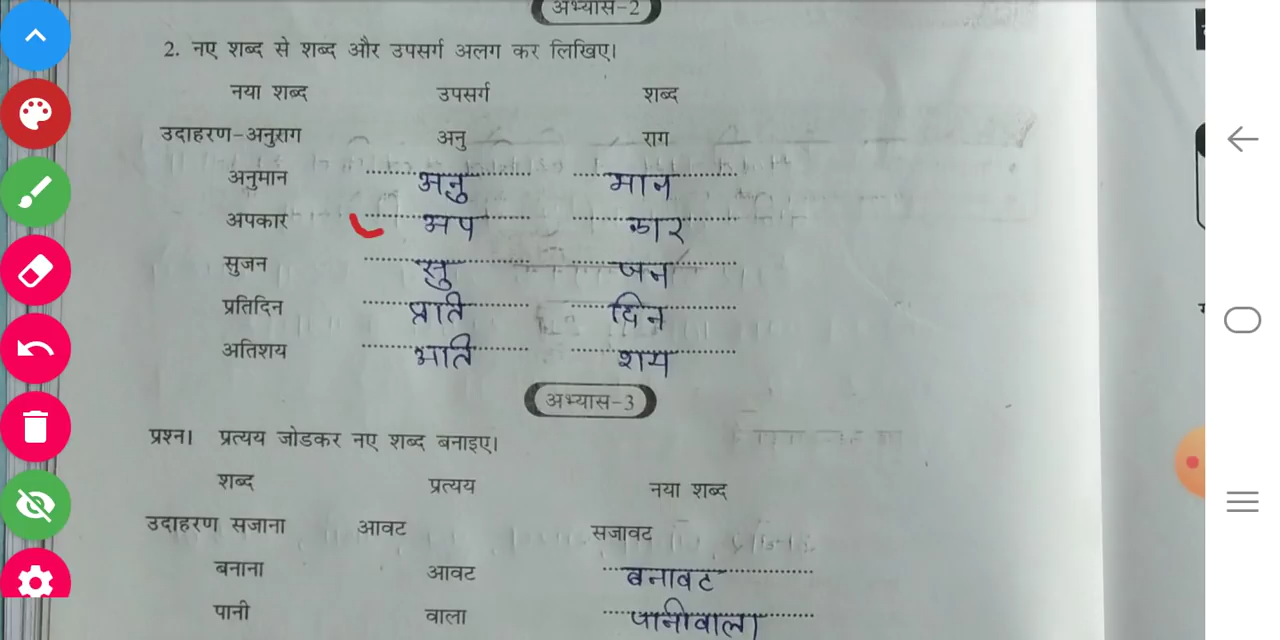 अभ्यास-2
2. नए शब्द से शब्द और उपसर्ग अलग कर लिखिए।
नया शब्द उपसर्ग शब्द
उदाहरण-अनुराग अनु राग
अनुमान अनु मान
अपकार अप कार
सुजन सु जन
प्रतिदिन प्रति दिन
अतिशय अति शय
अभ्यास-3
प्रश्न। प्रत्यय जोडकर नए शब्द बनाइए।
शब्द प्रत्यय नया शब्द
उदाहरण सजाना आवट सजावट
बनाना आवट बनावट
पानी वाला पानीवाला